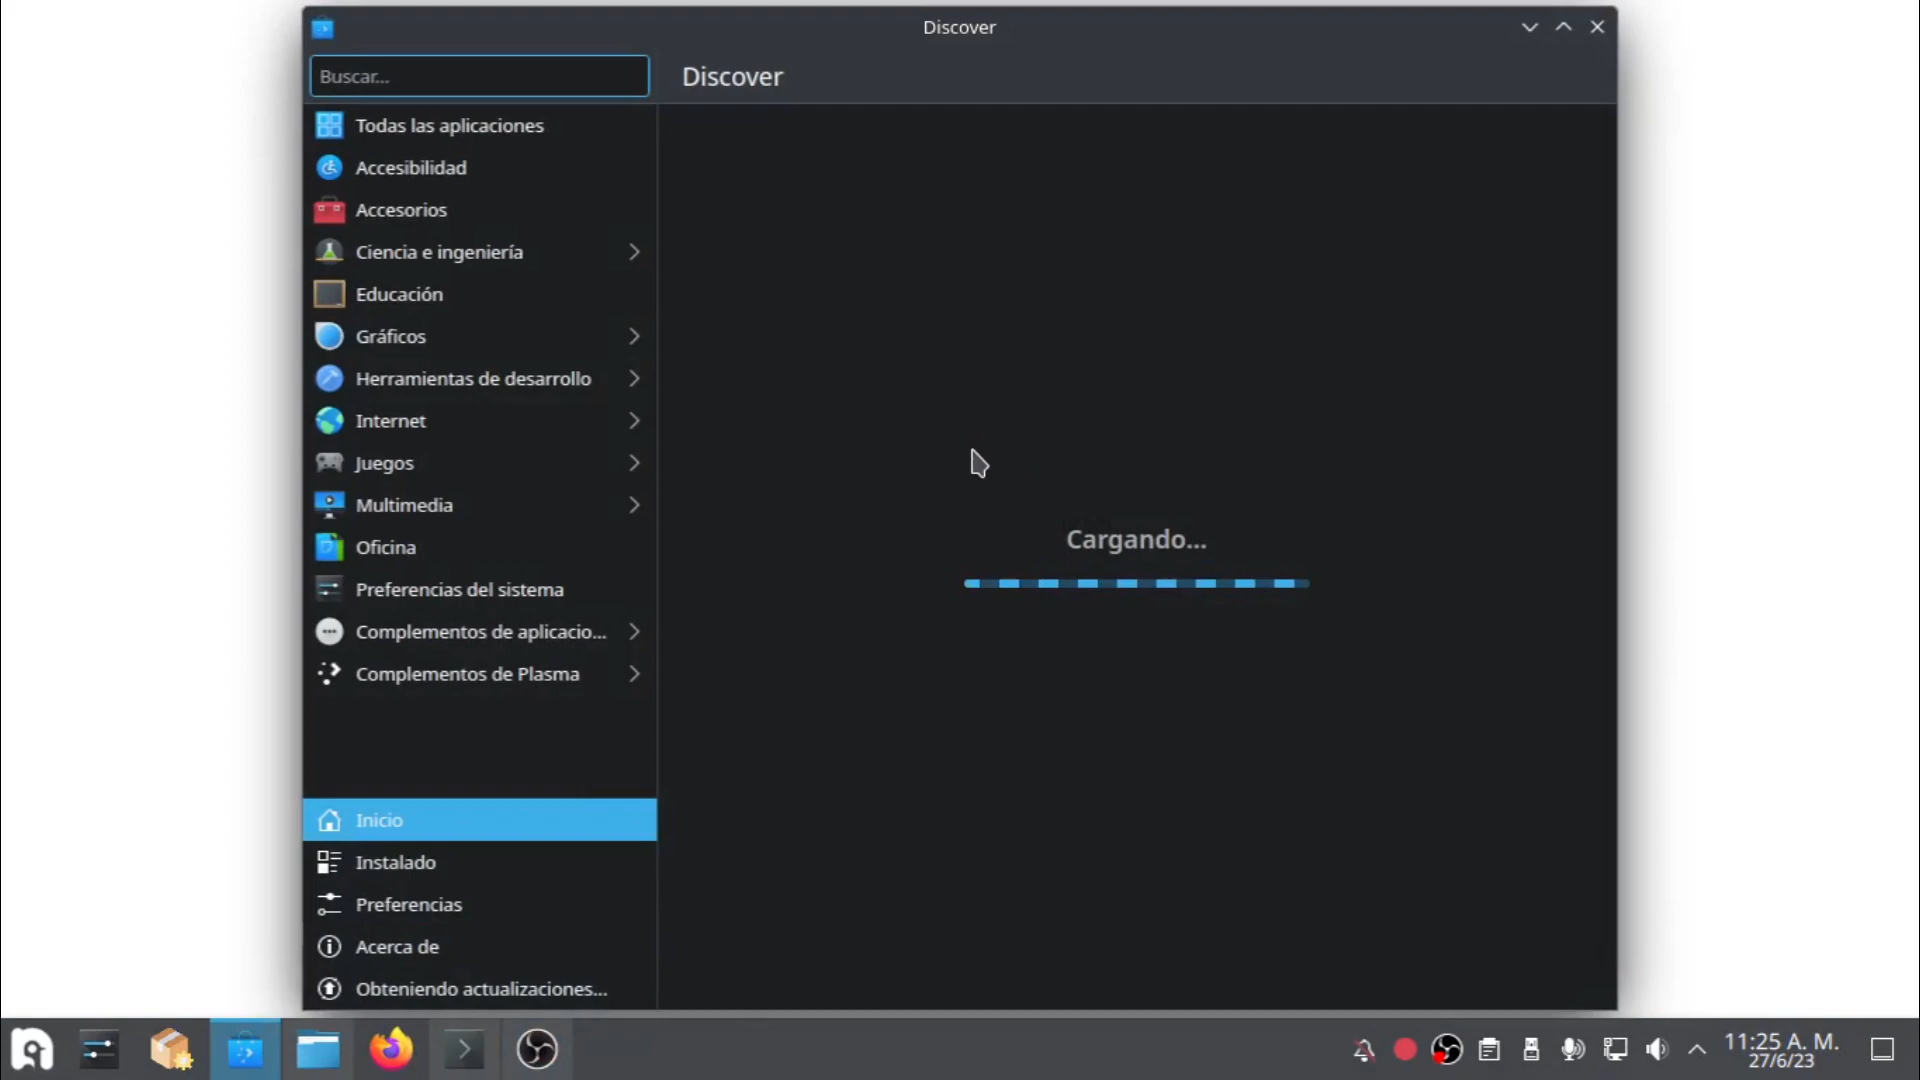 Discover
Buscar...
Discover
Todas las aplicaciones
Accesibilidad
Accesorios
Ciencia e ingeniería
Educación
Gráficos
Herramientas de desarrollo
Internet
Juegos
Multimedia
Oficina
Preferencias del sistema
Complementos de aplicacio...
Complementos de Plasma
Cargando...
Inicio
Instalado
Preferencias
Acerca de
Obteniendo actualizaciones...
11:25 A. M.
27/6/23